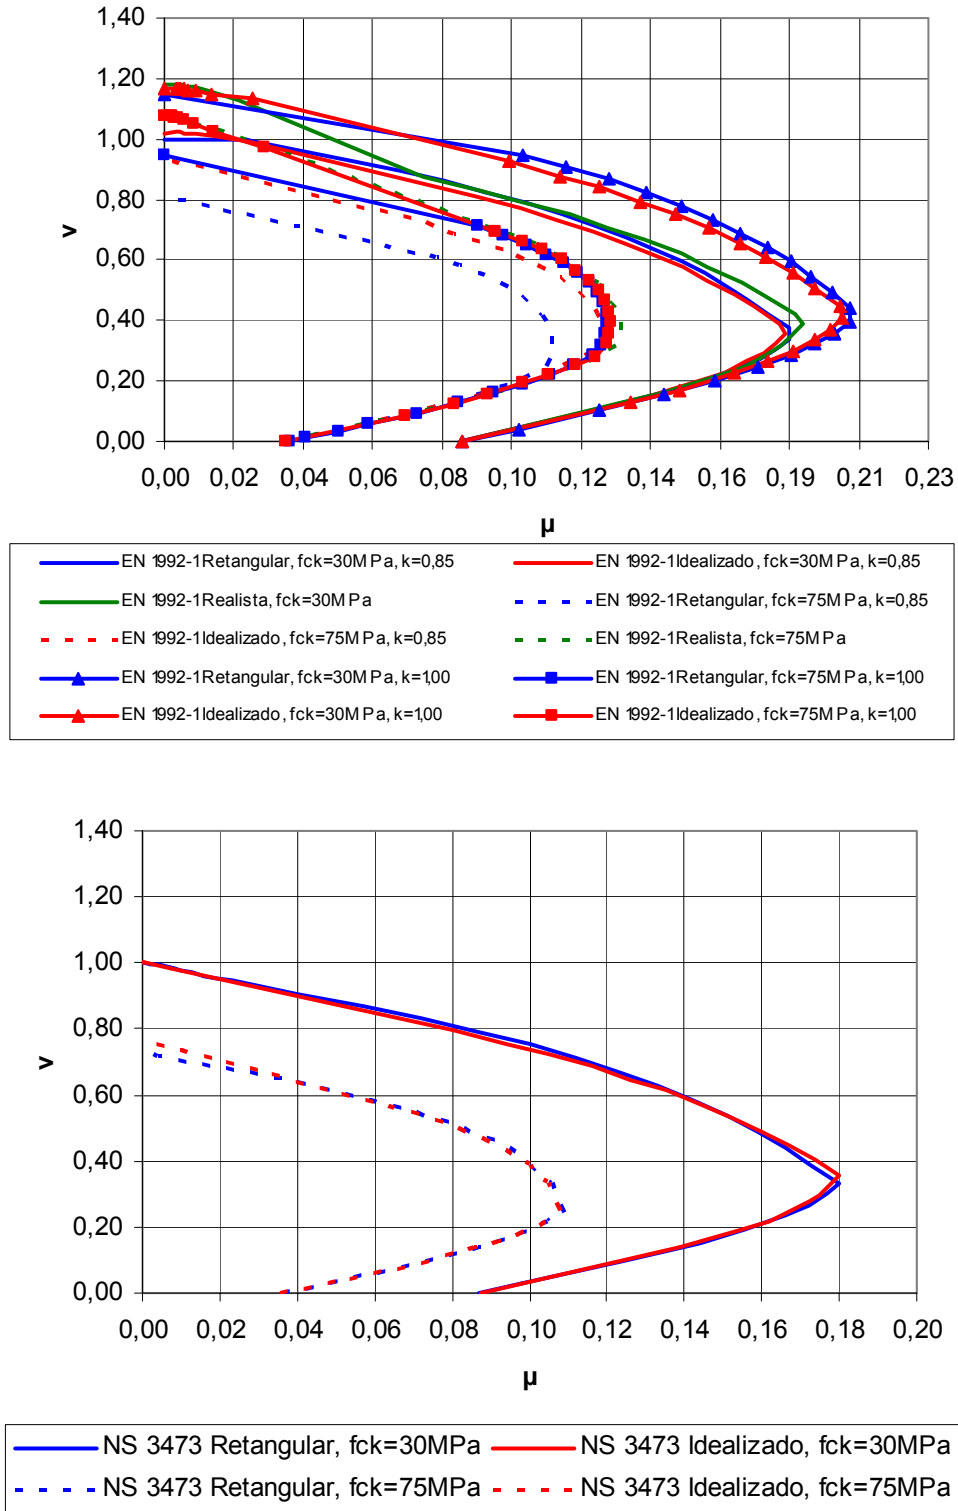 1,40
1,20
1,00
0,80
0,60
0,40
0,20
0,00
v
0,00 0,02 0,04 0,06 0,08 0,10 0,12 0,14 0,16 0,18 0,19 0,21 0,23
µ
EN 1992-1 Retangular, fck=30MPa, k=0,85
EN 1992-1 Idealizado, fck=30MPa, k=0,85
EN 1992-1 Realista, fck=30MPa
EN 1992-1 Retangular, fck=75MPa, k=0,85
EN 1992-1 Idealizado, fck=75MPa, k=0,85
EN 1992-1 Realista, fck=75MPa
EN 1992-1 Retangular, fck=30MPa, k=1,00
EN 1992-1 Retangular, fck=75MPa, k=1,00
EN 1992-1 Idealizado, fck=30MPa, k=1,00
EN 1992-1 Idealizado, fck=75MPa, k=1,00
1,40
1,20
1,00
0,80
0,60
0,40
0,20
0,00
v
0,00 0,02 0,04 0,06 0,08 0,10 0,12 0,14 0,16 0,18 0,20
µ
NS 3473 Retangular, fck=30MPa
NS 3473 Idealizado, fck=30MPa
NS 3473 Retangular, fck=75MPa
NS 3473 Idealizado, fck=75MPa